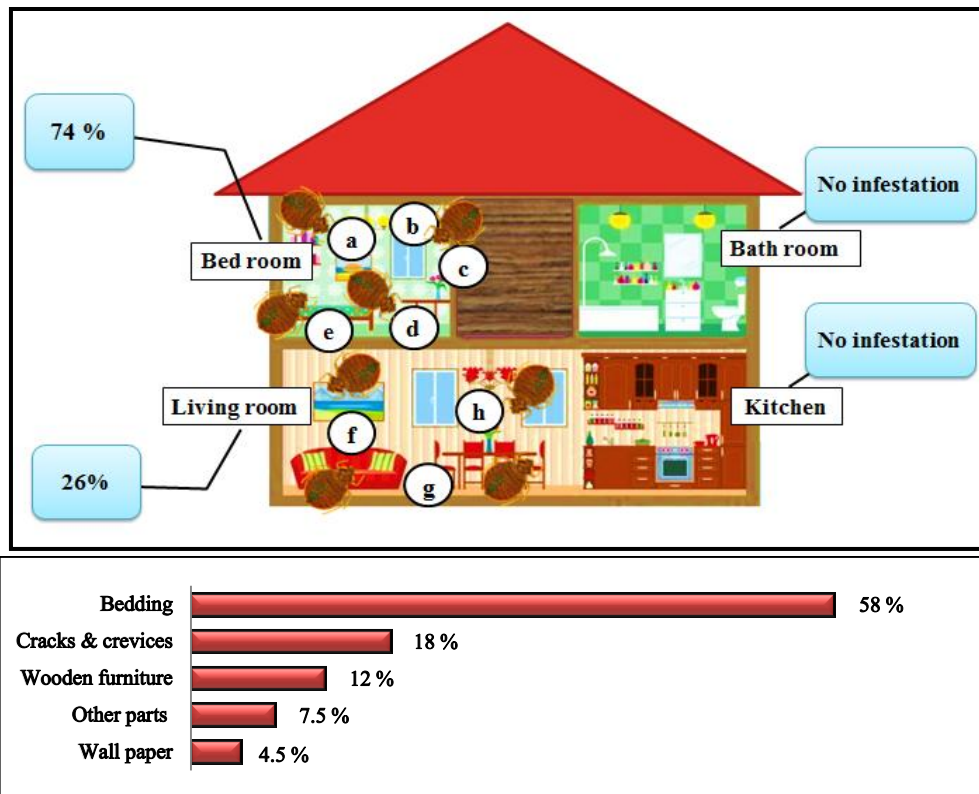 74 %
No infestation
a
b
Bed room
c
Bath room
e
d
No infestation
Living room
h
Kitchen
f
26%
g
Bedding 58 %
Cracks & crevices 18 %
Wooden furniture 12 %
Other parts 7.5 %
Wall paper 4.5 %